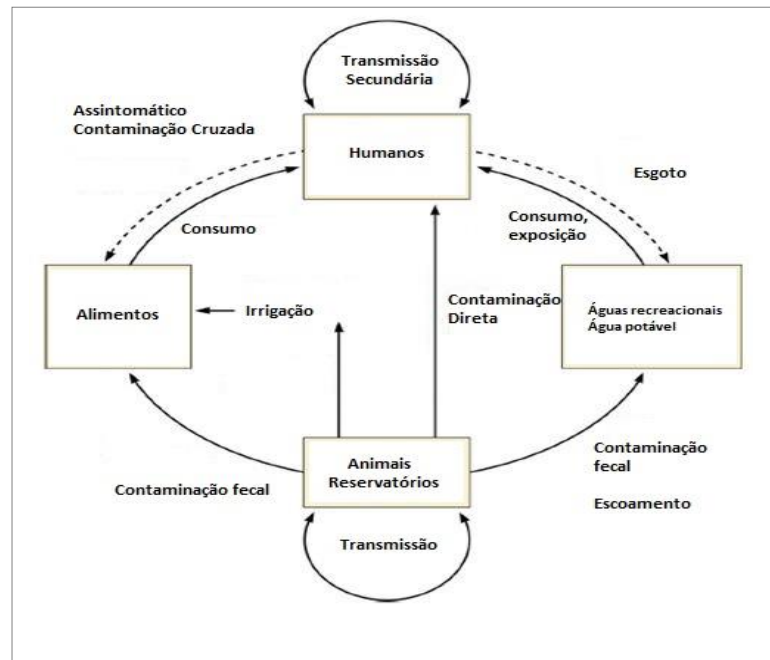 Transmissão
Secundária
Assintomático
Contaminação Cruzada
Humanos
Esgoto
Consumo
Consumo,
exposição
Alimentos
Irrigação
Contaminação
Direta
Águas recreacionais
Água potável
Animais
Reservatórios
Contaminação fecal
Contaminação
fecal
Escoamento
Transmissão